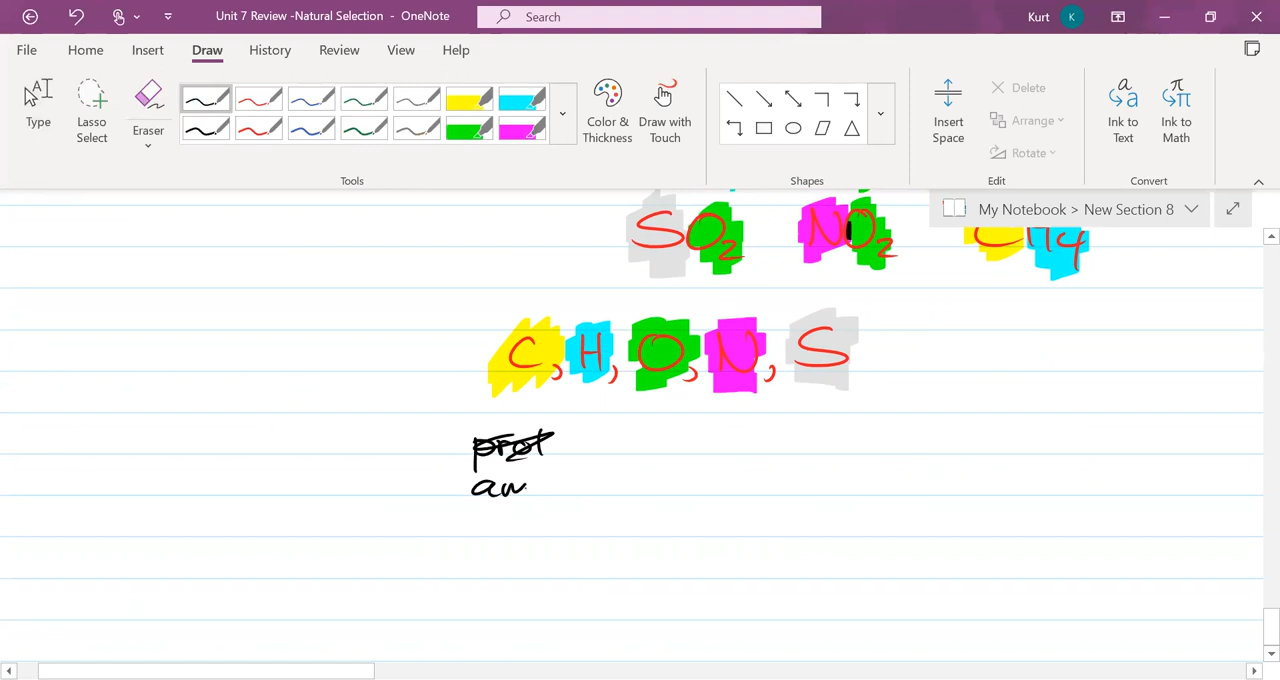 Unit 7 Review -Natural Selection - OneNote
Search
Kurt K
File Home Insert Draw History Review View Help
Type
Lasso Select
Eraser
Color & Thickness
Draw with Touch
Insert Space
Delete
Arrange
Rotate
Ink to Text
Ink to Math
Tools Shapes Edit Convert
My Notebook > New Section 8
SO2 NO2 CH4
C, H, O, N, S
prot